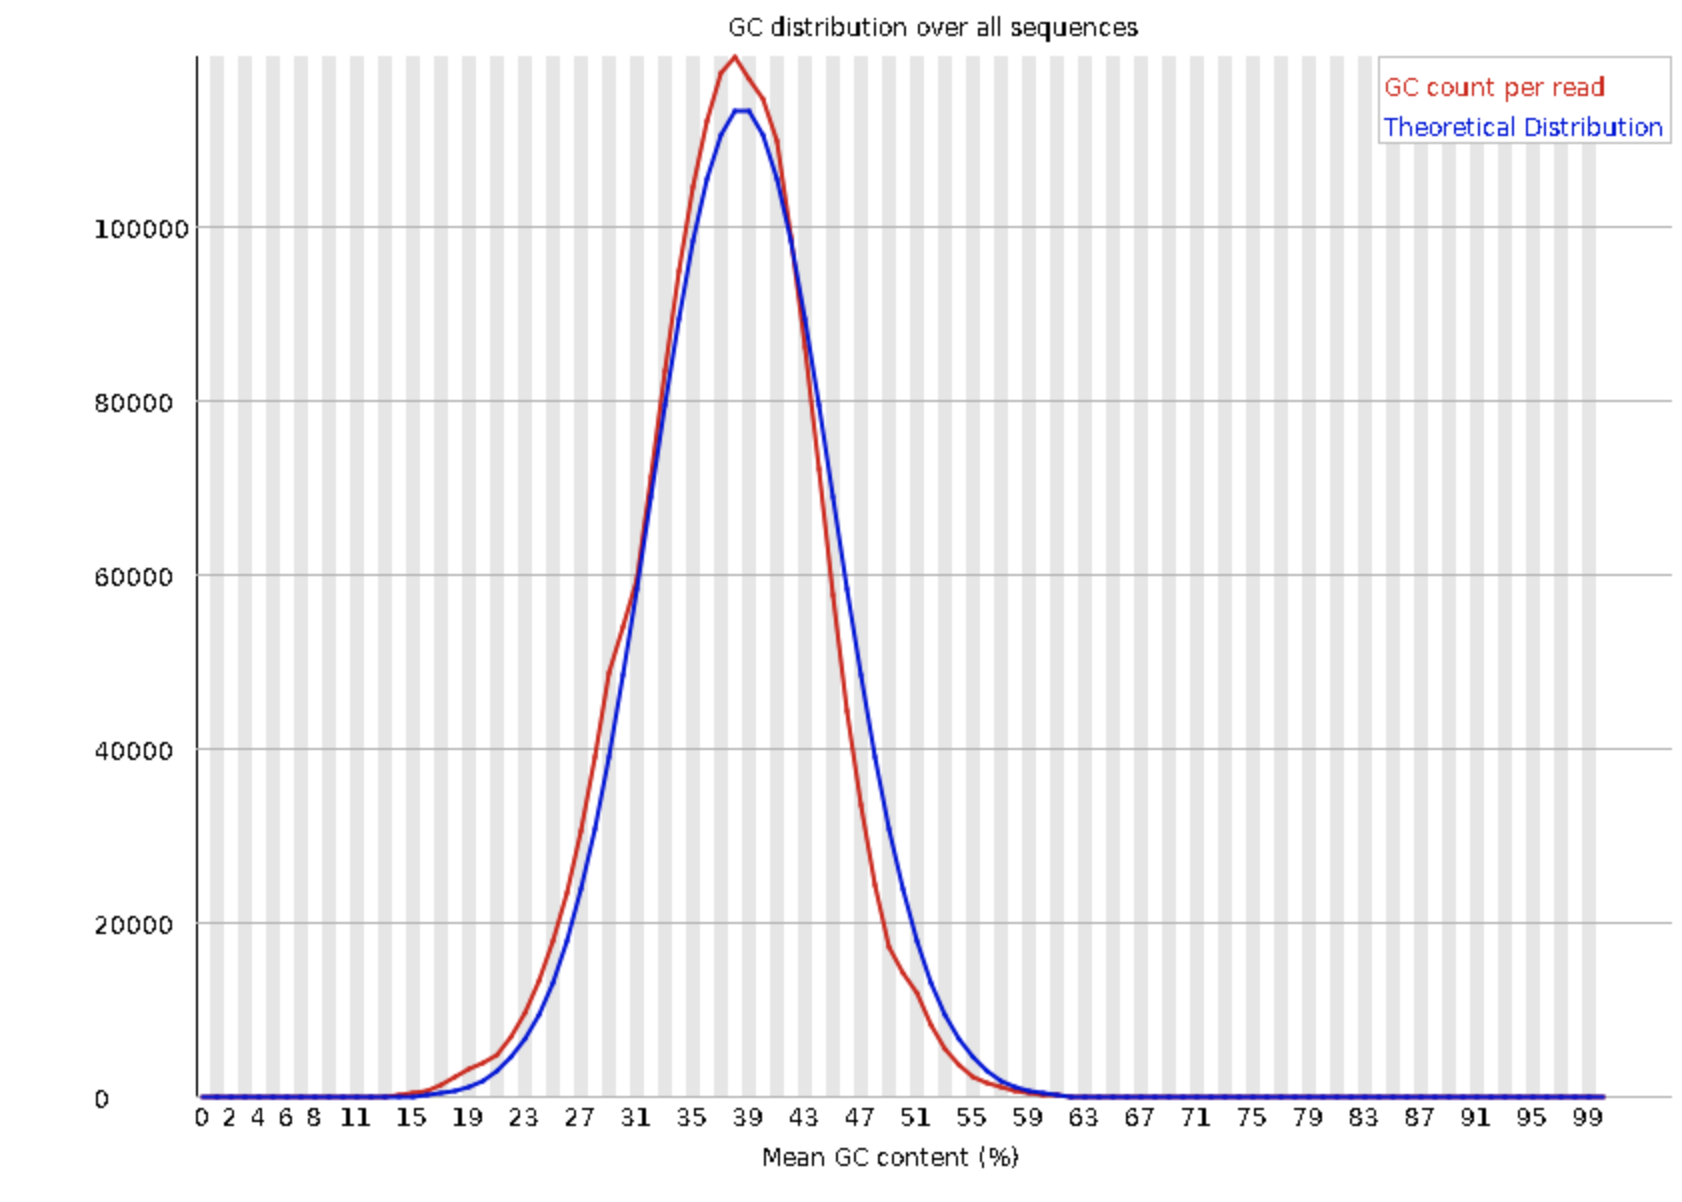 GC distribution over all sequences
GC count per read
Theoretical Distribution
100000
80000
60000
40000
20000
0
0 2 4 6 8 11 15 19 23 27 31 35 39 43 47 51 55 59 63 67 71 75 79 83 87 91 95 99
Mean GC content (%)